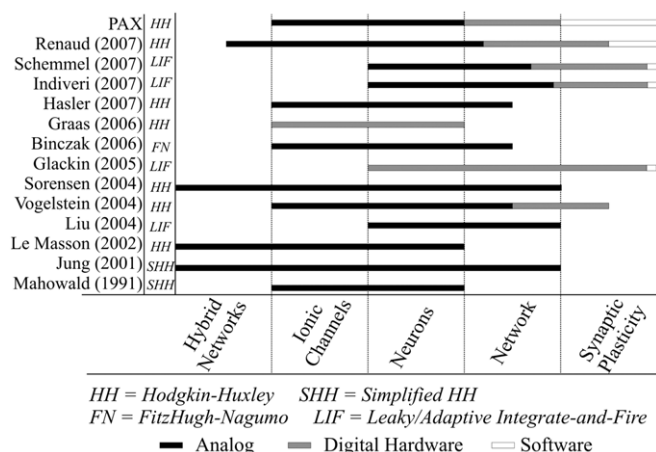 PAX HH
Renaud (2007) HH
Schemmel (2007) LIF
Indiveri (2007) LIF
Hasler (2007) HH
Graas (2006) HH
Binczak (2006) FN
Glackin (2005) LIF
Sorensen (2004) HH
Vogelstein (2004) HH
Liu (2004) LIF
Le Masson (2002) HH
Jung (2001) SHH
Mahowald (1991) SHH
Hybrid
Networks
Ionic
Channels
Neurons
Network
Synaptic
Plasticity
HH = Hodgkin-Huxley SHH = Simplified HH
FN = FitzHugh-Nagumo LIF = Leaky/Adaptive Integrate-and-Fire
Analog Digital Hardware Software